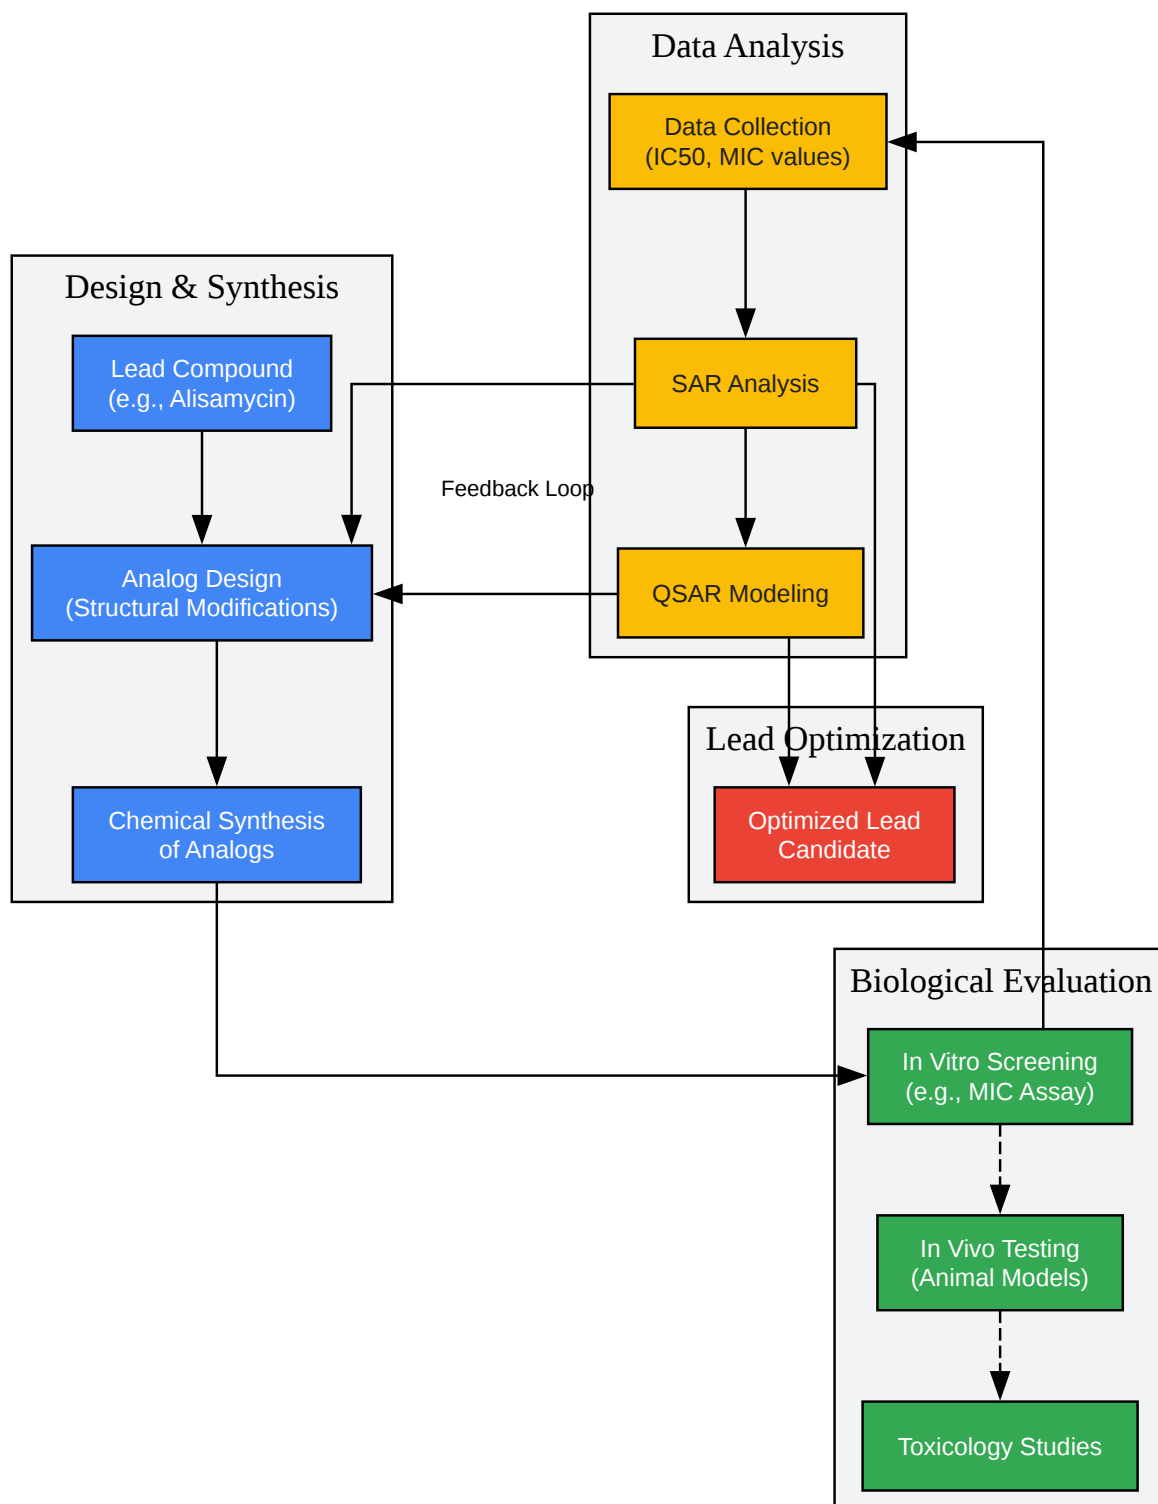 Data Analysis
Data Collection
(IC50, MIC values)
SAR Analysis
QSAR Modeling
Design & Synthesis
Lead Compound
(e.g., Alisamycin)
Analog Design
(Structural Modifications)
Chemical Synthesis
of Analogs
Feedback Loop
Lead Optimization
Optimized Lead
Candidate
Biological Evaluation
In Vitro Screening
(e.g., MIC Assay)
In Vivo Testing
(Animal Models)
Toxicology Studies